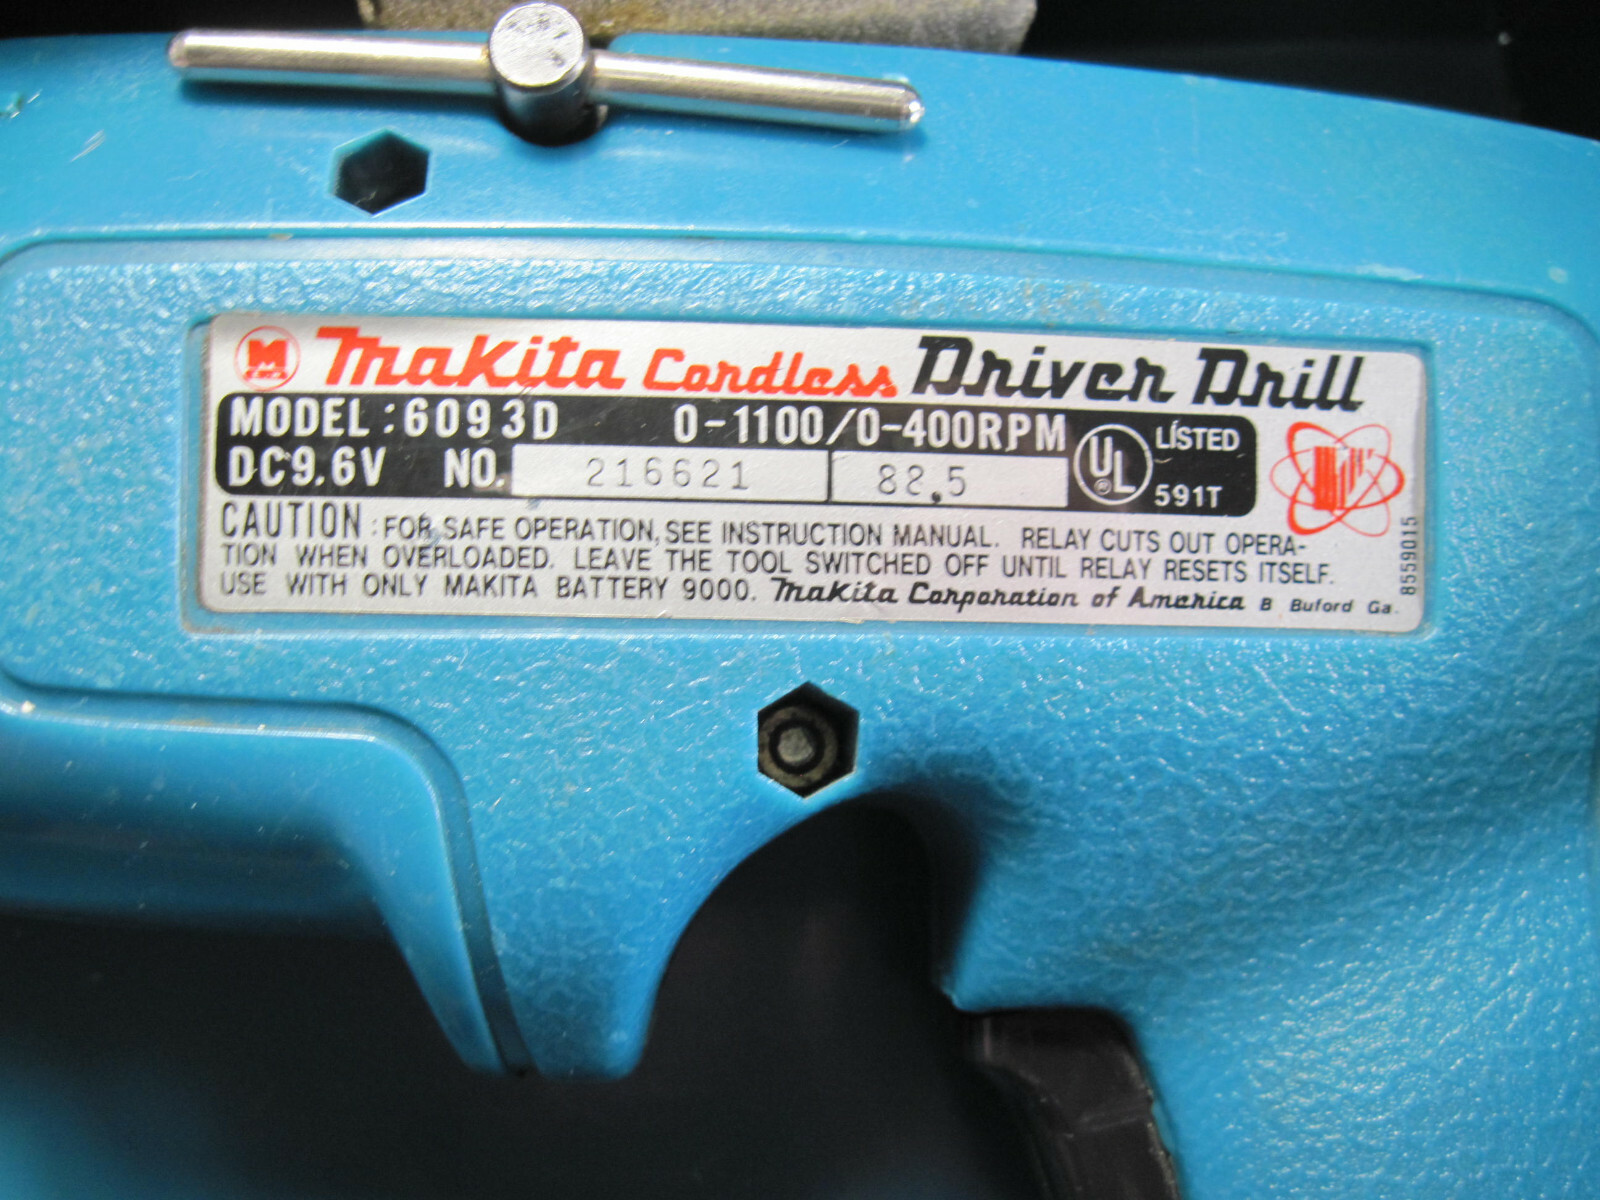 M Makita Cordless Driver Drill
MODEL:6093D 0-1100/0-400RPM
DC9.6V NO. 216621 88.5
UL® LISTED
591T
CAUTION: FOR SAFE OPERATION, SEE INSTRUCTION MANUAL. RELAY CUTS OUT OPERA-
TION WHEN OVERLOADED. LEAVE THE TOOL SWITCHED OFF UNTIL RELAY RESETS ITSELF.
USE WITH ONLY MAKITA BATTERY 9000. Makita Corporation of America B Buford Ga.
8559015